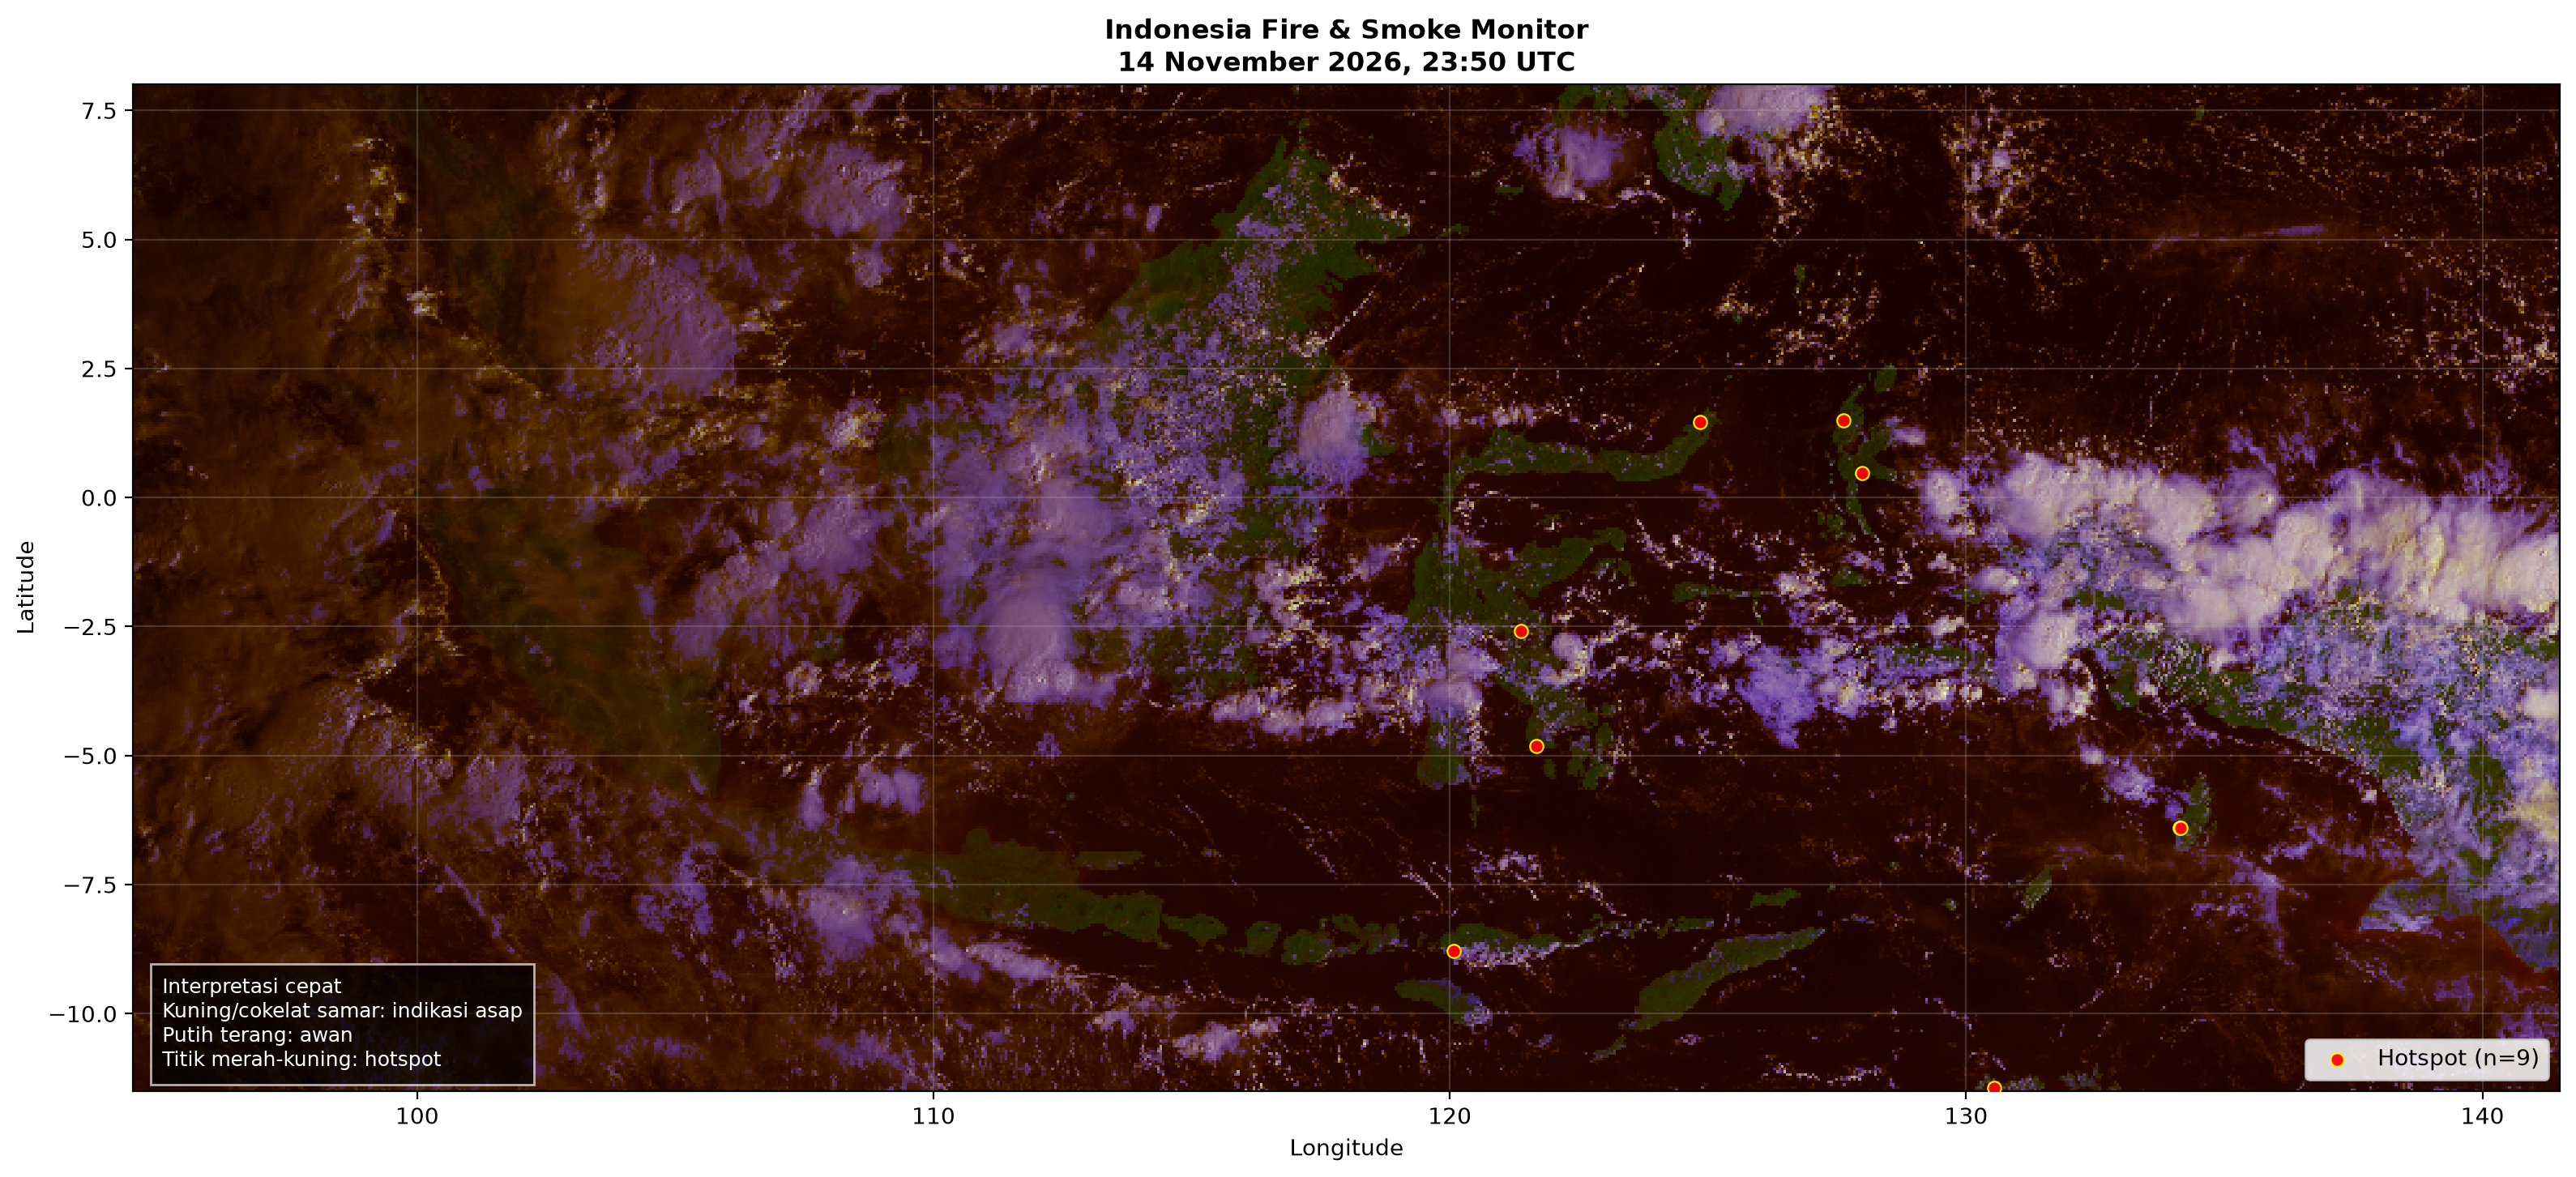 Indonesia Fire & Smoke Monitor
14 November 2026, 23:50 UTC
7.5
5.0
2.5
0.0
−2.5
−5.0
−7.5
−10.0
Latitude
Interpretasi cepat
Kuning/cokelat samar: indikasi asap
Putih terang: awan
Titik merah-kuning: hotspot
Hotspot (n=9)
100 110 120 130 140
Longitude